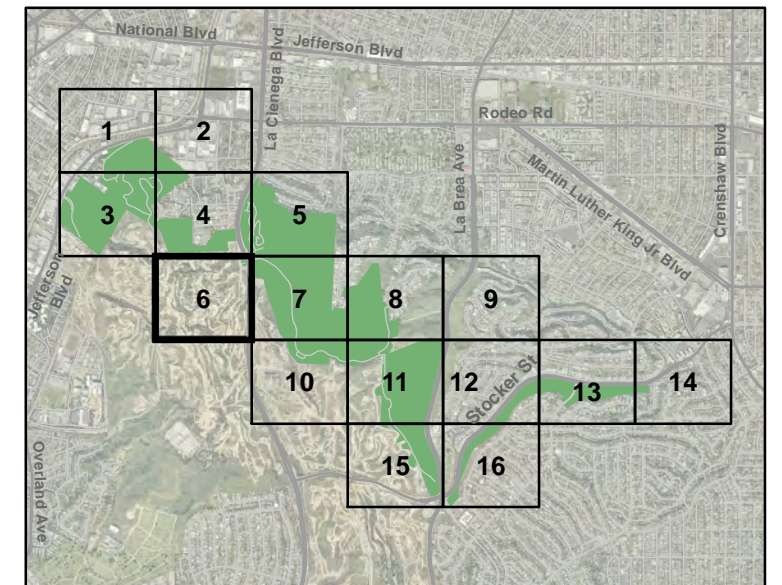 National Blvd
Jefferson Blvd
La Cienega Blvd
Rodeo Rd
La Brea Ave
Martin Luther King Jr Blvd
Crenshaw Blvd
1
2
3
4
5
Jefferson
Blvd
6
7
8
9
10
11
12
Stocker St
13
14
Overland Ave
15
16